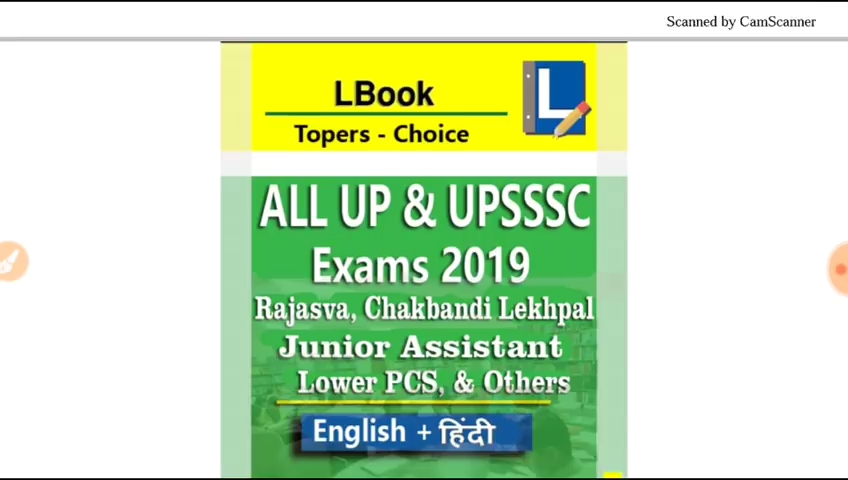 Scanned by CamScanner
LBook
Topers - Choice
L
ALL UP & UPSSSC
Exams 2019
Rajasva, Chakbandi Lekhpal
Junior Assistant
Lower PCS, & Others
English + हिंदी